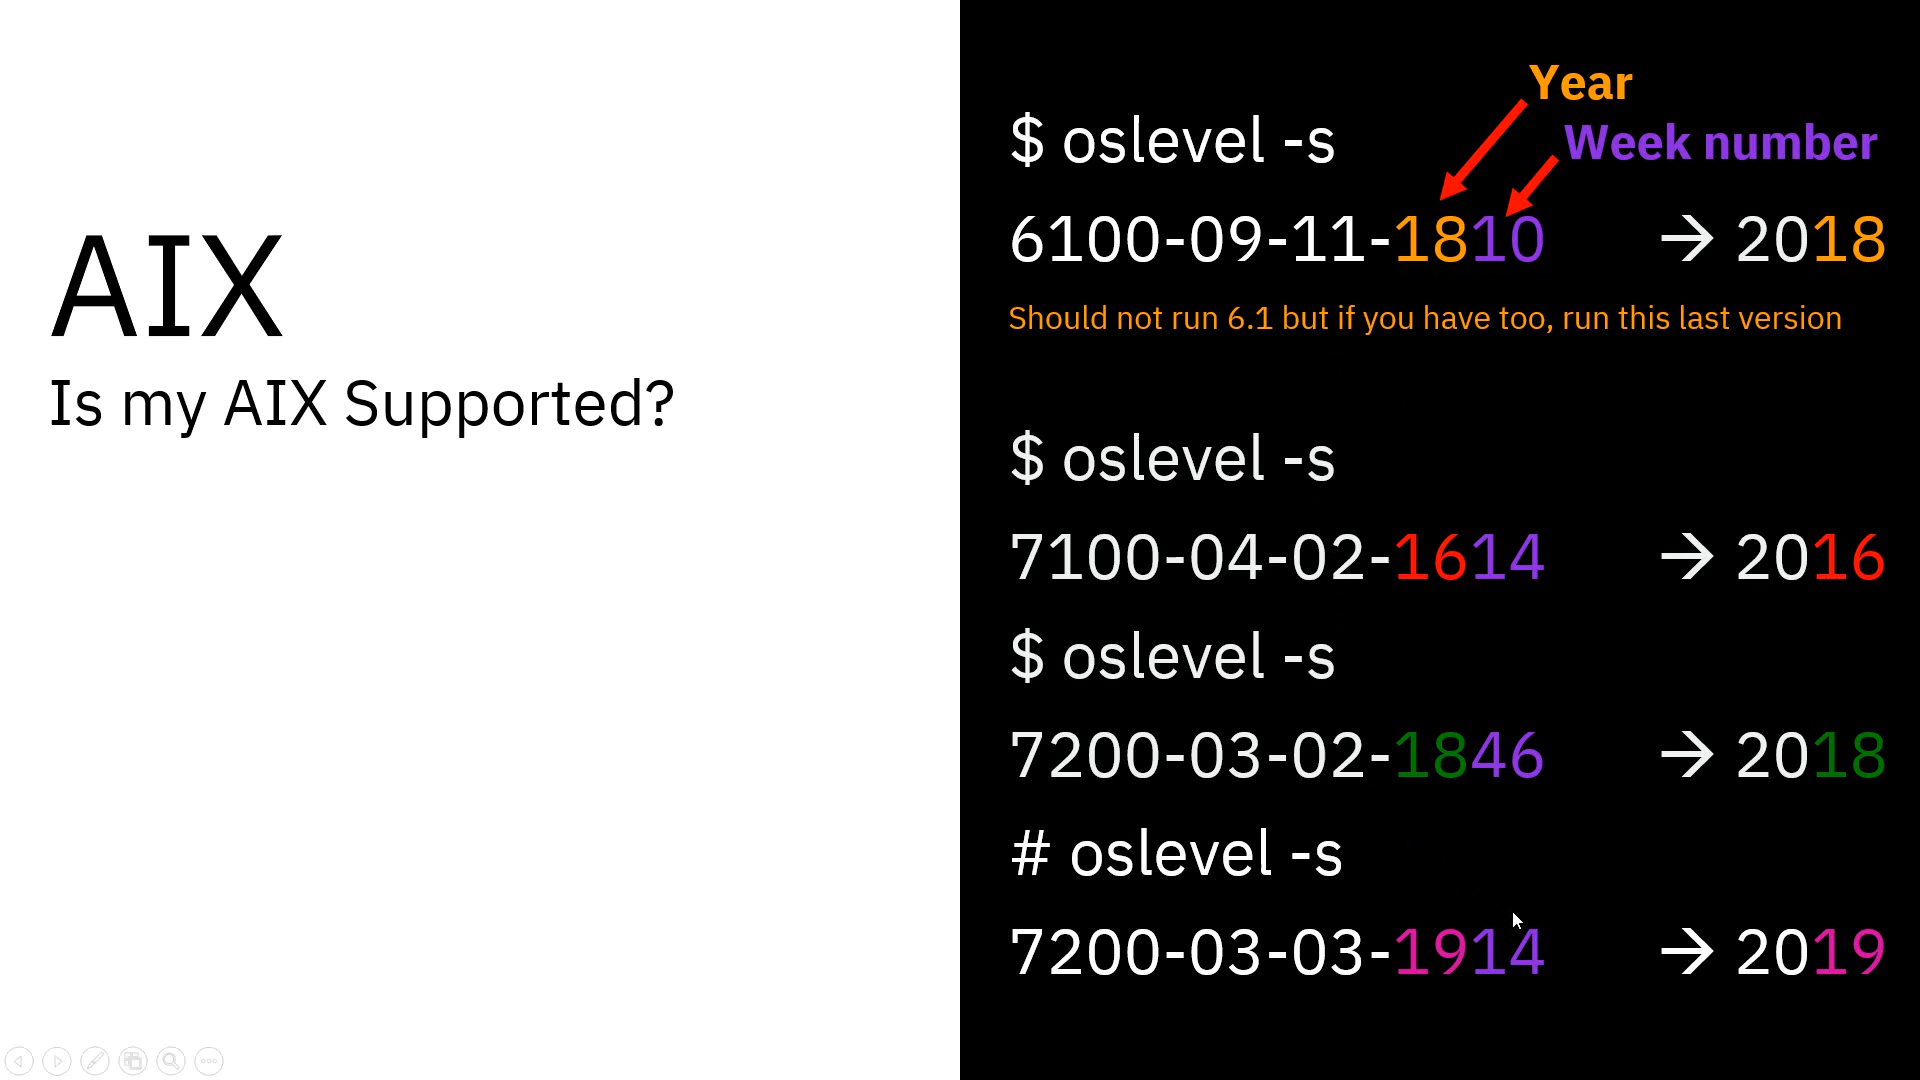 AIX
Is my AIX Supported?
Year
Week number
$ oslevel -s
6100-09-11-1810 → 2018
Should not run 6.1 but if you have too, run this last version
$ oslevel -s
7100-04-02-1614 → 2016
$ oslevel -s
7200-03-02-1846 → 2018
# oslevel -s
7200-03-03-1914 → 2019